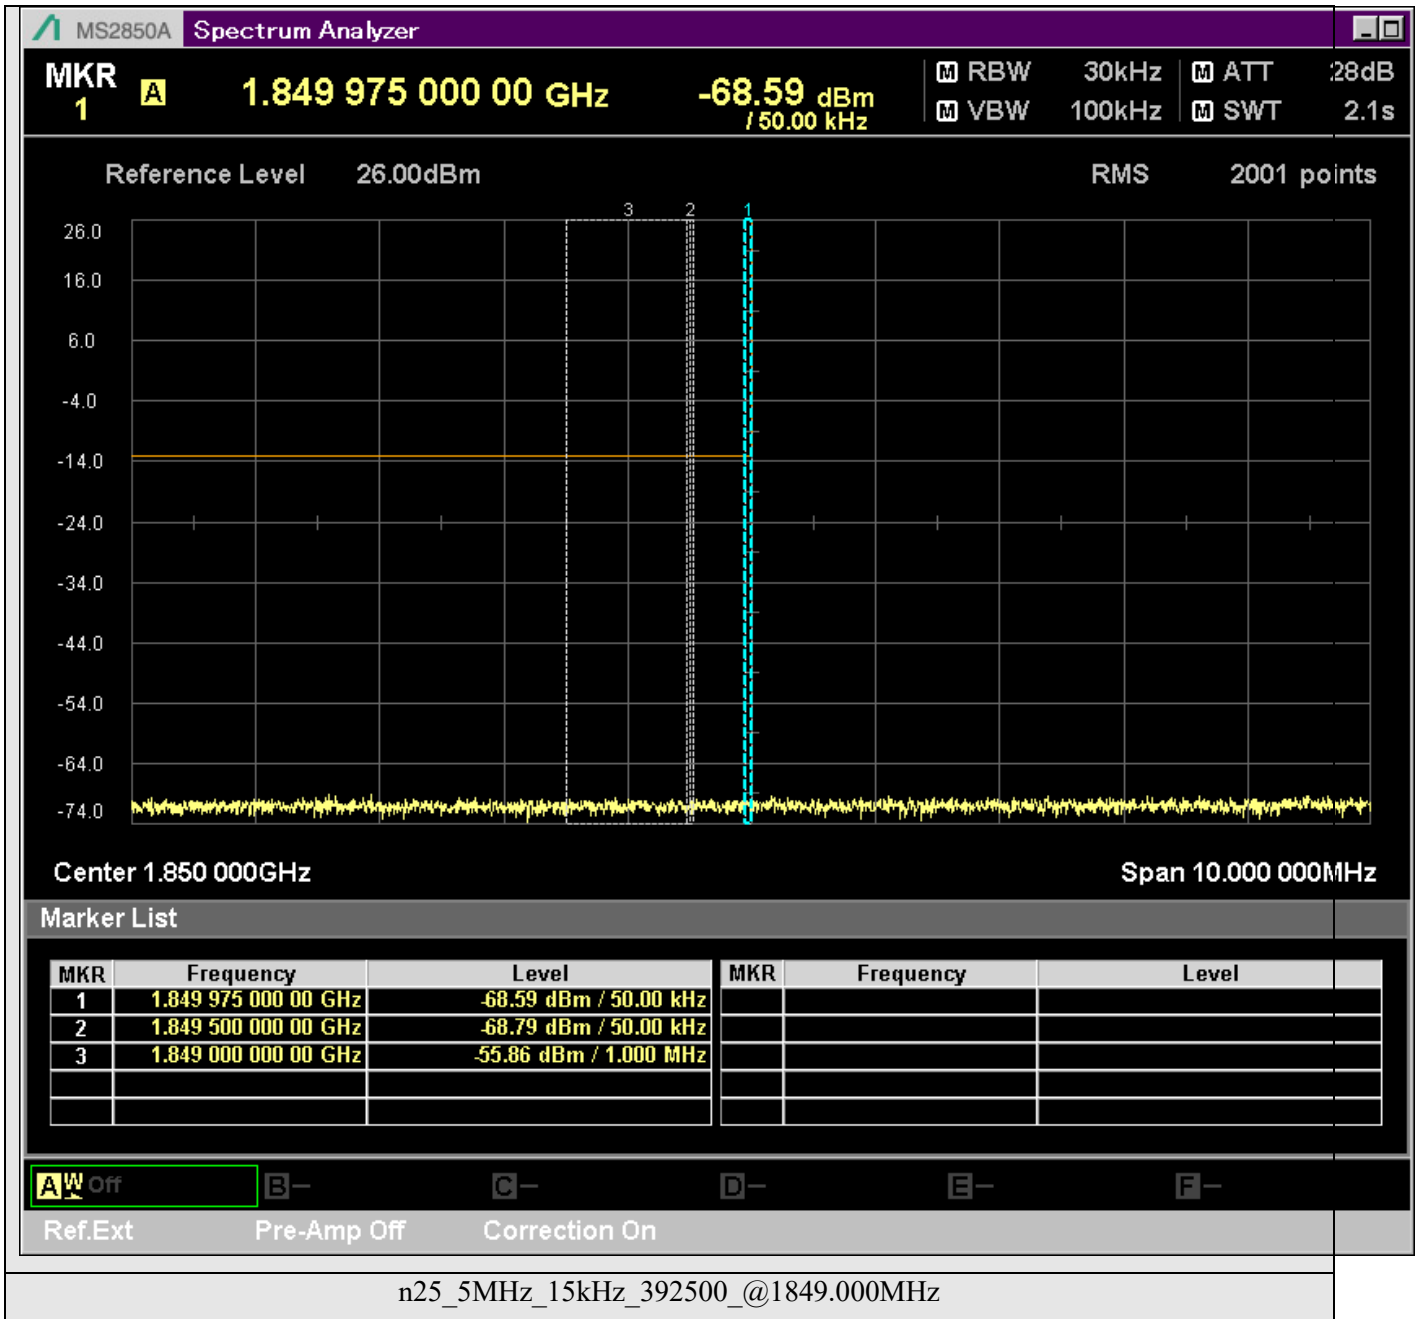 MS2850A Spectrum Analyzer
MKR 1 A 1.849 975 000 00 GHz -68.59 dBm / 50.00 kHz
M RBW 30kHz M ATT 28dB
M VBW 100kHz M SWT 2.1s
Reference Level 26.00dBm RMS 2001 points
3 2 1
26.0
16.0
6.0
-4.0
-14.0
-24.0
-34.0
-44.0
-54.0
-64.0
-74.0
Center 1.850 000GHz Span 10.000 000MHz
Marker List
MKR Frequency Level MKR Frequency Level
1 1.849 975 000 00 GHz -68.59 dBm / 50.00 kHz
2 1.849 500 000 00 GHz -68.79 dBm / 50.00 kHz
3 1.849 000 000 00 GHz -55.86 dBm / 1.000 MHz
A W Off B – C – D – E – F –
Ref.Ext Pre-Amp Off Correction On
n25_5MHz_15kHz_392500_@1849.000MHz